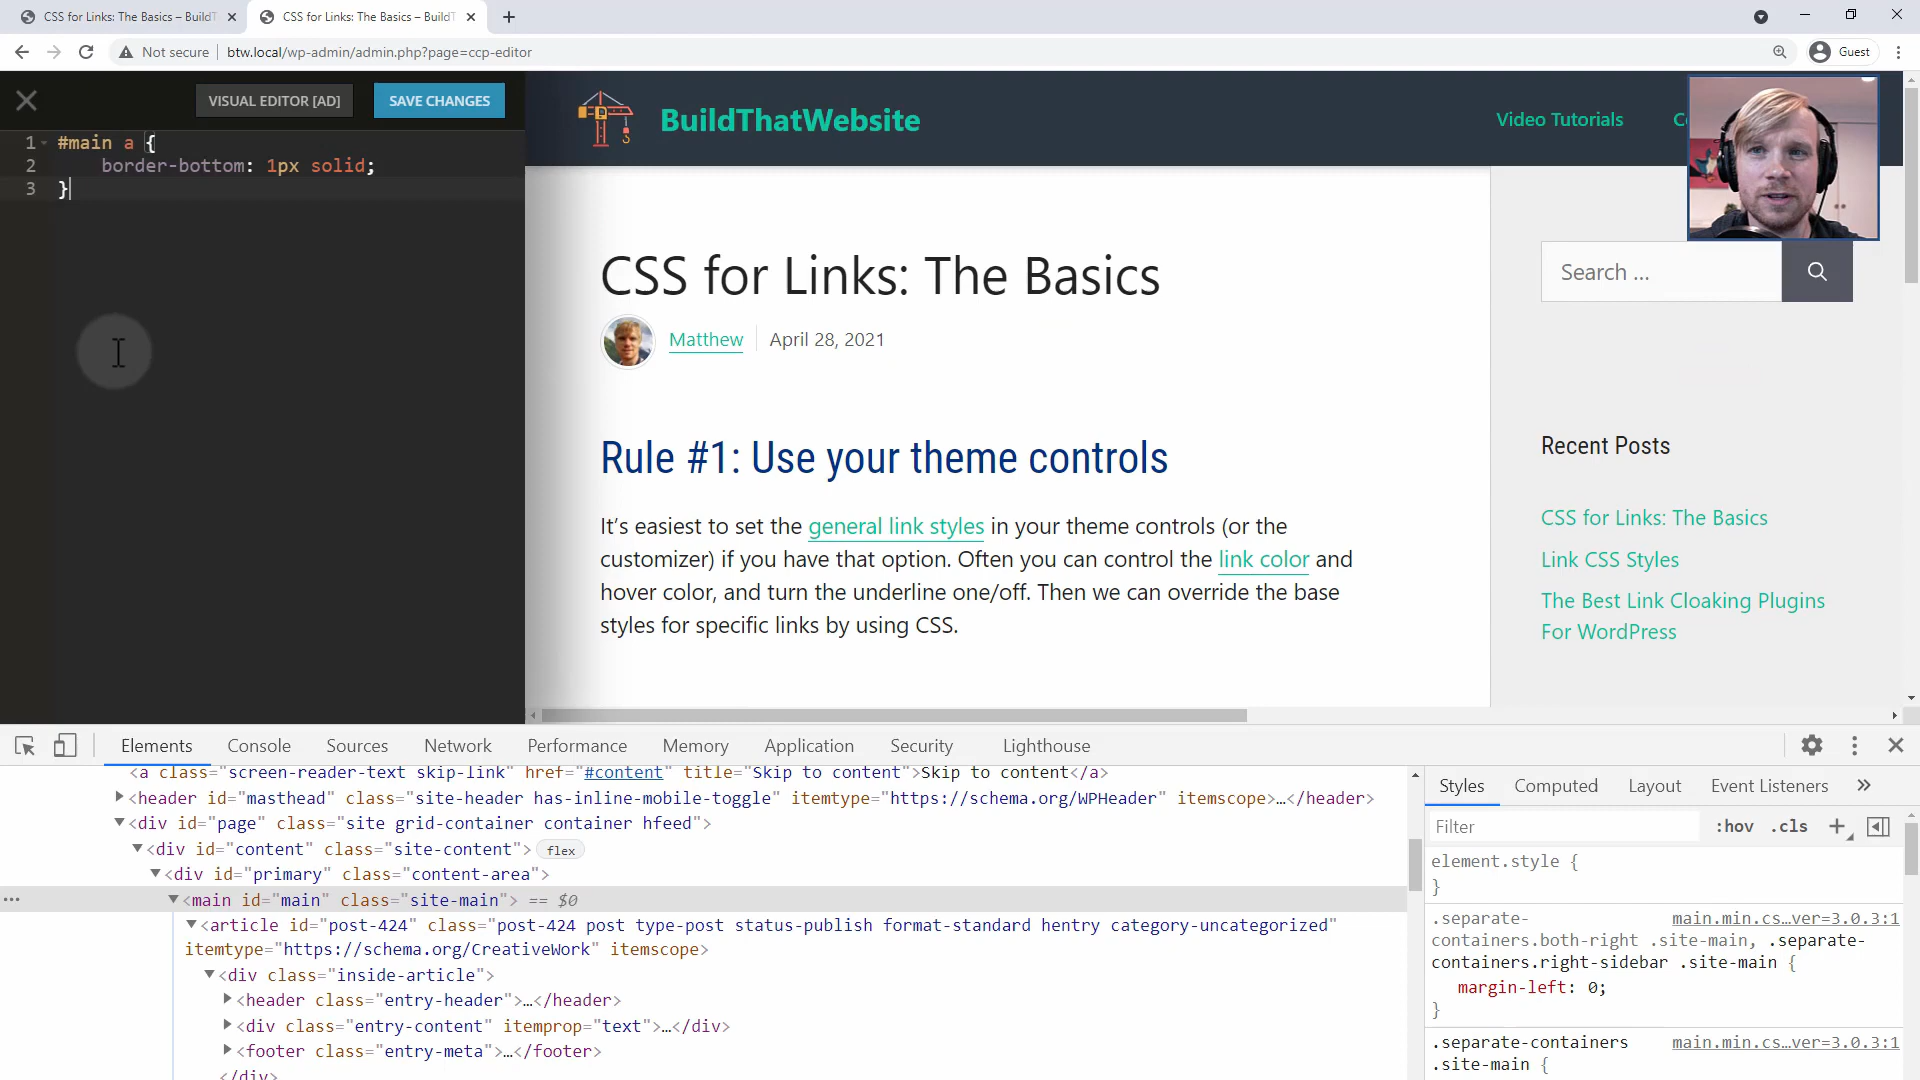 CSS for Links: The Basics – BuildT
CSS for Links: The Basics – BuildT
Not secure
btw.local/wp-admin/admin.php?page=ccp-editor
Guest
VISUAL EDITOR [AD]
SAVE CHANGES
1 #main a {
2 border-bottom: 1px solid;
3 }
BuildThatWebsite
Video Tutorials
CSS for Links: The Basics
Matthew
April 28, 2021
Rule #1: Use your theme controls
It’s easiest to set the general link styles in your theme controls (or the
customizer) if you have that option. Often you can control the link color and
hover color, and turn the underline one/off. Then we can override the base
styles for specific links by using CSS.
Search ...
Recent Posts
CSS for Links: The Basics
Link CSS Styles
The Best Link Cloaking Plugins
For WordPress
Elements
Console
Sources
Network
Performance
Memory
Application
Security
Lighthouse
<a class="screen-reader-text skip-link" href="#content" title="Skip to content">Skip to content</a>
<header id="masthead" class="site-header has-inline-mobile-toggle" itemtype="https://schema.org/WPHeader" itemscope>…</header>
<div id="page" class="site grid-container container hfeed">
<div id="content" class="site-content"> flex
<div id="primary" class="content-area">
<main id="main" class="site-main"> == $0
<article id="post-424" class="post-424 post type-post status-publish format-standard hentry category-uncategorized"
itemtype="https://schema.org/CreativeWork" itemscope>
<div class="inside-article">
<header class="entry-header">…</header>
<div class="entry-content" itemprop="text">…</div>
<footer class="entry-meta">…</footer>
</div>
Styles
Computed
Layout
Event Listeners
Filter
:hov
.cls
element.style {
}
.separate- main.min.cs…ver=3.0.3:1
containers.both-right .site-main, .separate-
containers.right-sidebar .site-main {
margin-left: 0;
}
.separate-containers main.min.cs…ver=3.0.3:1
.site-main {